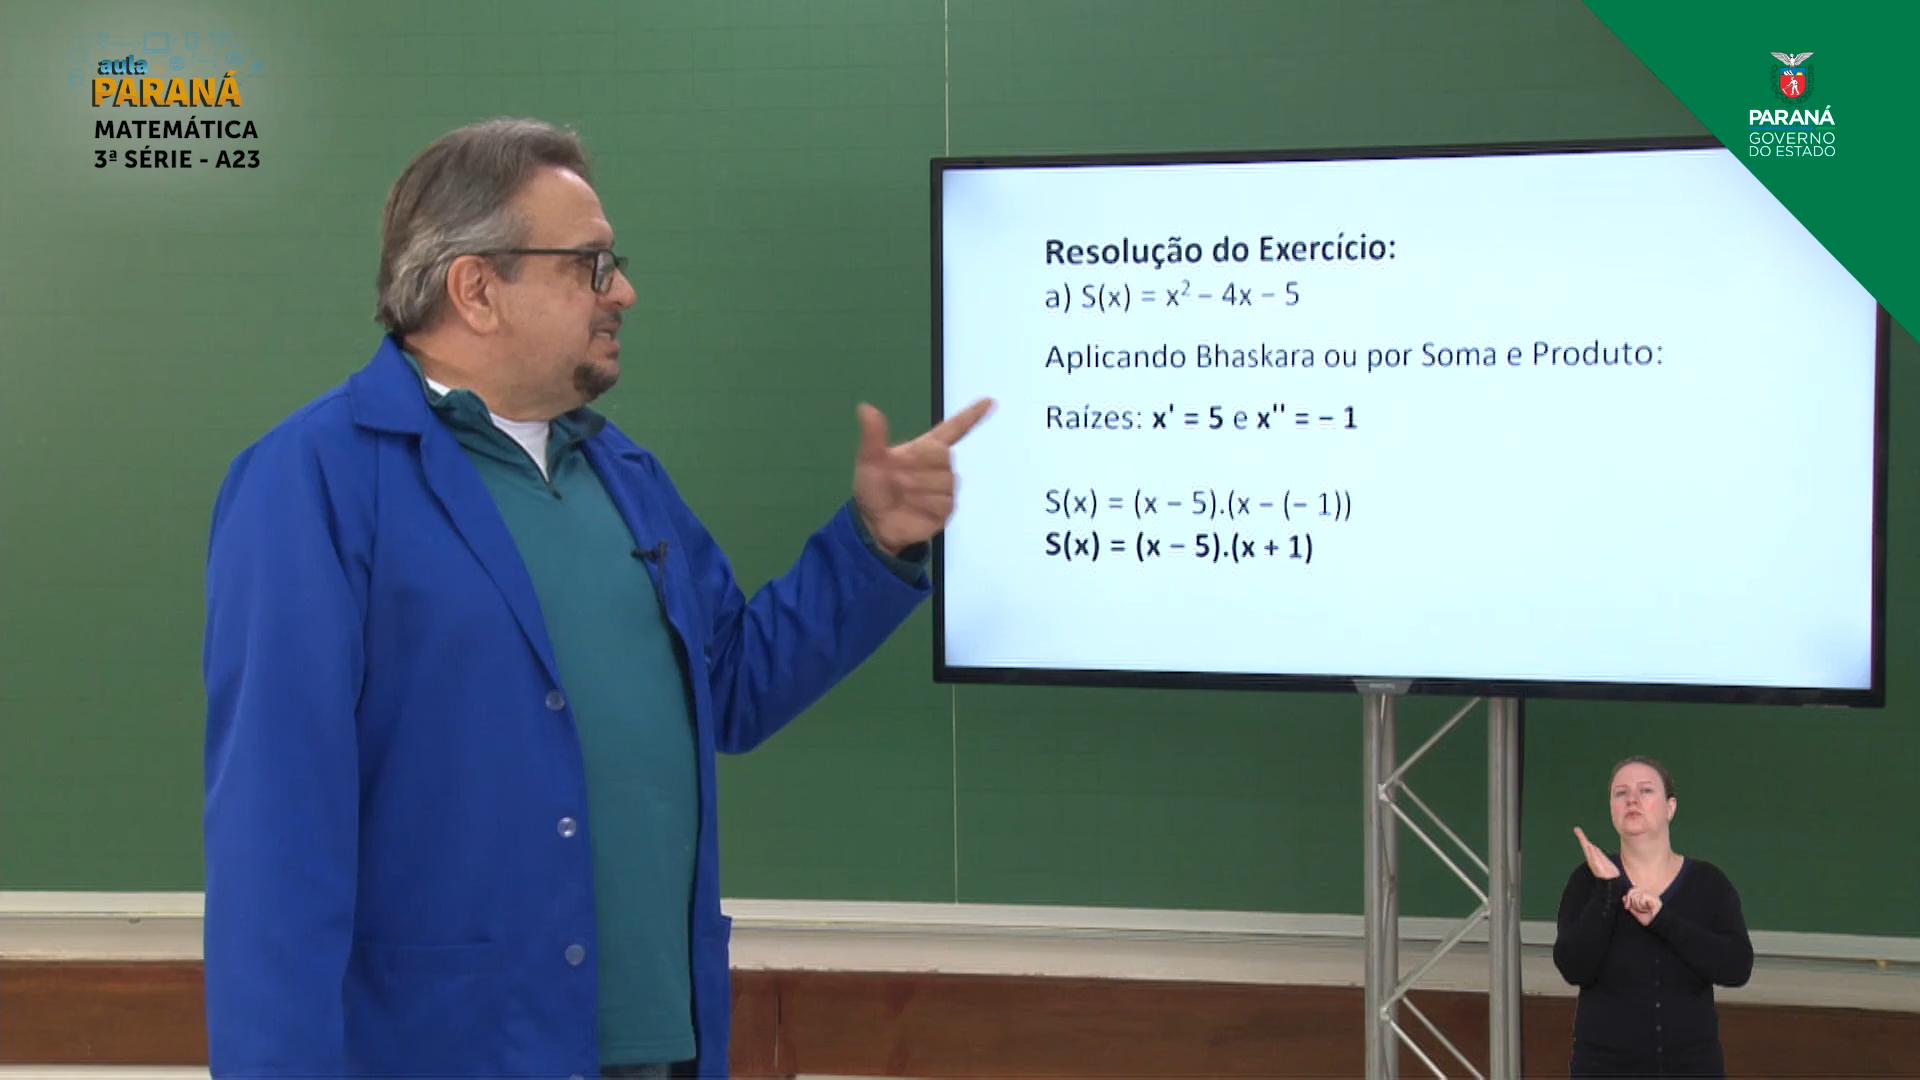 aula
PARANÁ
MATEMÁTICA
3ª SÉRIE - A23
PARANÁ
GOVERNO
DO ESTADO
Resolução do Exercício:
a) S(x) = x² – 4x – 5
Aplicando Bhaskara ou por Soma e Produto:
Raízes: x' = 5 e x'' = – 1
S(x) = (x – 5).(x – (– 1))
S(x) = (x – 5).(x + 1)